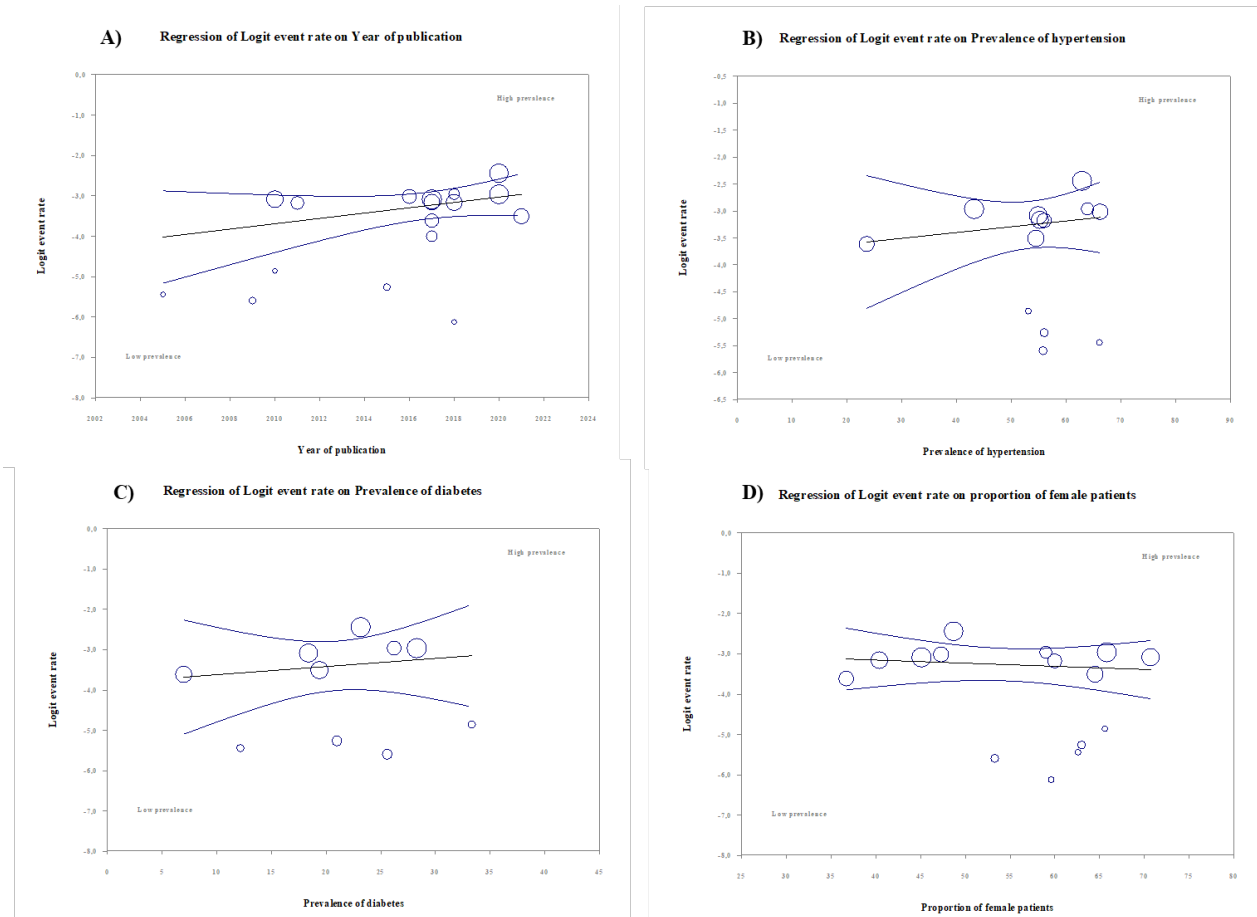 A) Regression of Logit event rate on Year of publication
0,0
-1,0
-2,0
-3,0
-4,0
-5,0
-6,0
-7,0
-8,0
Logit event rate
High prevalence
Low prevalence
2002 2004 2006 2008 2010 2012 2014 2016 2018 2020 2022 2024
Year of publication
B) Regression of Logit event rate on Prevalence of hypertension
-0,5
-1,0
-1,5
-2,0
-2,5
-3,0
-3,5
-4,0
-4,5
-5,0
-5,5
-6,0
-6,5
Logit event rate
High prevalence
Low prevalence
0 10 20 30 40 50 60 70 80 90
Prevalence of hypertension
C) Regression of Logit event rate on Prevalence of diabetes
0,0
-1,0
-2,0
-3,0
-4,0
-5,0
-6,0
-7,0
-8,0
Logit event rate
High prevalence
Low prevalence
0 5 10 15 20 25 30 35 40 45
Prevalence of diabetes
D) Regression of Logit event rate on proportion of female patients
0,0
-1,0
-2,0
-3,0
-4,0
-5,0
-6,0
-7,0
-8,0
Logit event rate
High prevalence
Low prevalence
25 30 35 40 45 50 55 60 65 70 75 80
Proportion of female patients